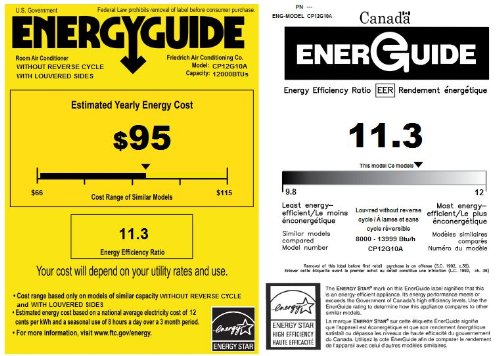 U.S. Government
Federal Law prohibits removal of label before consumer purchase.
ENERGYGUIDE
Room Air Conditioner
WITHOUT REVERSE CYCLE
WITH LOUVERED SIDES
Friedrich Air Conditioning Co.
Model: CP12G10A
Capacity: 12000BTUs
Estimated Yearly Energy Cost
$95
$66
$115
Cost Range of Similar Models
11.3
Energy Efficiency Ratio
Your cost will depend on your utility rates and use.
• Cost range based only on models of similar capacity WITHOUT REVERSE CYCLE
and WITH LOUVERED SIDES
• Estimated energy cost based on a national average electricity cost of 12
cents per kWh and a seasonal use of 8 hours a day over a 3 month period.
• For more information, visit www.ftc.gov/energy.
energy
ENERGY STAR
PN ---
ENG-MODEL CP12G10A
Canada
ENERGUIDE
Energy Efficiency Ratio EER Rendement énergétique
11.3
This model Ce modèle
9.8
12
Least energy-
efficient/Le moins
énconérgétique
Louvred without reverse
cycle / A lames et sans
cycle réversible
Most energy-
efficient/Le plus
énconérgétique
Similar models
compared
8000 - 13999 Btu/h
Modèles similaires
comparés
Model number
CP12G10A
Numéro du modèle
Removal of this label before first retail purchase is an offence (S.C. 1992, c.36).
Enlever cette étiquette avant le premier achat au détail constitue une infraction (L.C. 1992, ch. 36)
energy
ENERGY STAR
HIGH EFFICIENCY
HAUTE EFFICACITÉ
The ENERGY STAR® mark on this EnerGuide label signifies that this is
an energy-efficient appliance. Its energy performance meets or
exceeds the Government of Canada's high efficiency levels. Use the
EnerGuide rating to determine how this appliance compares to other
similar models.
La marque ENERGY STAR® sur cette étiquette ÉnerGuide signifie
que l'appareil est éconergétique et que son rendement énergétique
satisfait ou dépasse les niveaux de haute efficacité du gouvernement
du Canada. Utilisez la cote ÉnerGuide afin de comparer le rendement
de l'appareil avec celui d'autres modèles similaires.